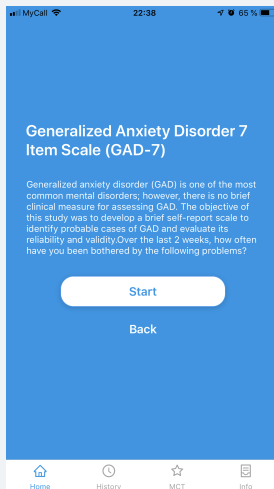 MyCall 22:38 65 %
Generalized Anxiety Disorder 7
Item Scale (GAD-7)
Generalized anxiety disorder (GAD) is one of the most
common mental disorders; however, there is no brief
clinical measure for assessing GAD. The objective of
this study was to develop a brief self-report scale to
identify probable cases of GAD and evaluate its
reliability and validity.Over the last 2 weeks, how often
have you been bothered by the following problems?
Start
Back
Home History MCT Info